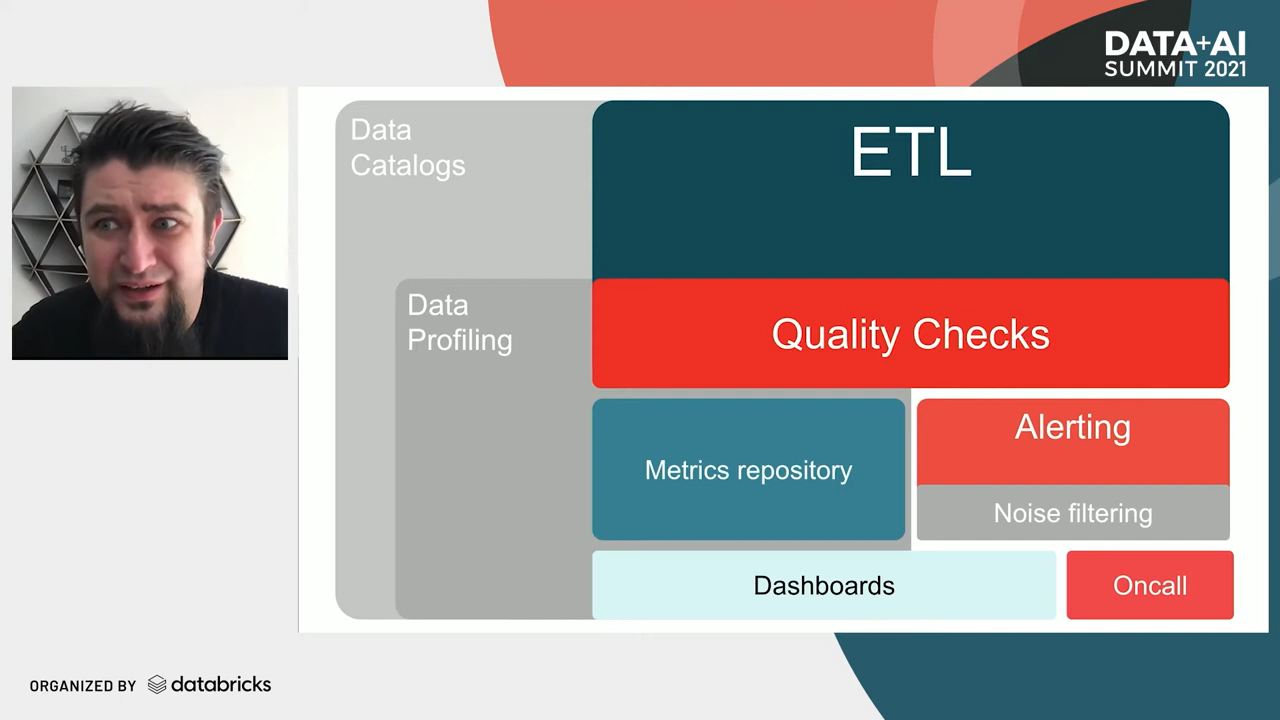 DATA+AI
SUMMIT 2021
Data
Catalogs
ETL
Data
Profiling
Quality Checks
Metrics repository
Alerting
Noise filtering
Dashboards
Oncall
ORGANIZED BY databricks